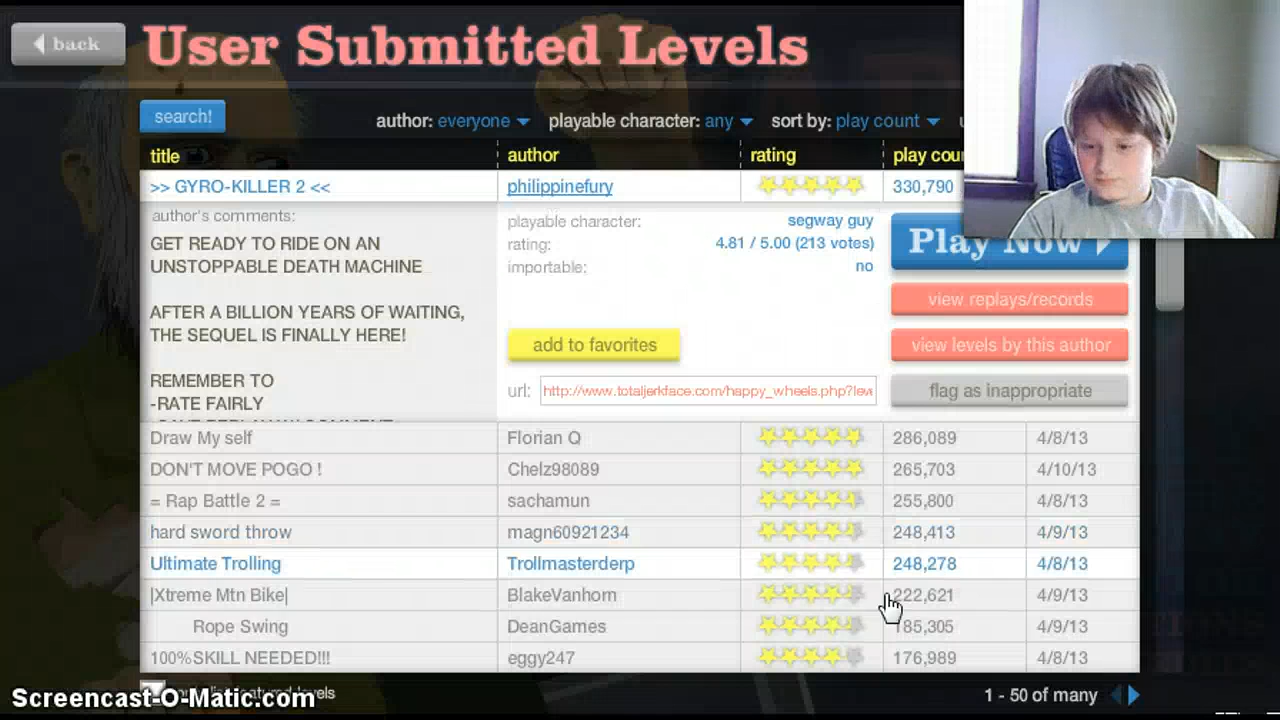 back
User Submitted Levels
search!
author: everyone
playable character: any
sort by: play count
title
author
rating
play cou
>> GYRO-KILLER 2 <<
philippinefury
330,790
author's comments:
GET READY TO RIDE ON AN
UNSTOPPABLE DEATH MACHINE
AFTER A BILLION YEARS OF WAITING,
THE SEQUEL IS FINALLY HERE!
REMEMBER TO
-RATE FAIRLY
playable character: segway guy
rating: 4.81 / 5.00 (213 votes)
importable: no
add to favorites
url: http://www.totaljerkface.com/happy_wheels.php?lev
Play Now
view replays/records
view levels by this author
flag as inappropriate
Draw My self Florian Q 286,089 4/8/13
DON'T MOVE POGO ! Chelz98089 265,703 4/10/13
= Rap Battle 2 = sachamun 255,800 4/8/13
hard sword throw magn60921234 248,413 4/9/13
Ultimate Trolling Trollmasterderp 248,278 4/8/13
|Xtreme Mtn Bike| BlakeVanhorn 222,621 4/9/13
Rope Swing DeanGames 185,305 4/9/13
100%SKILL NEEDED!!! eggy247 176,989 4/8/13
levels
1 - 50 of many
Screencast-O-Matic.com